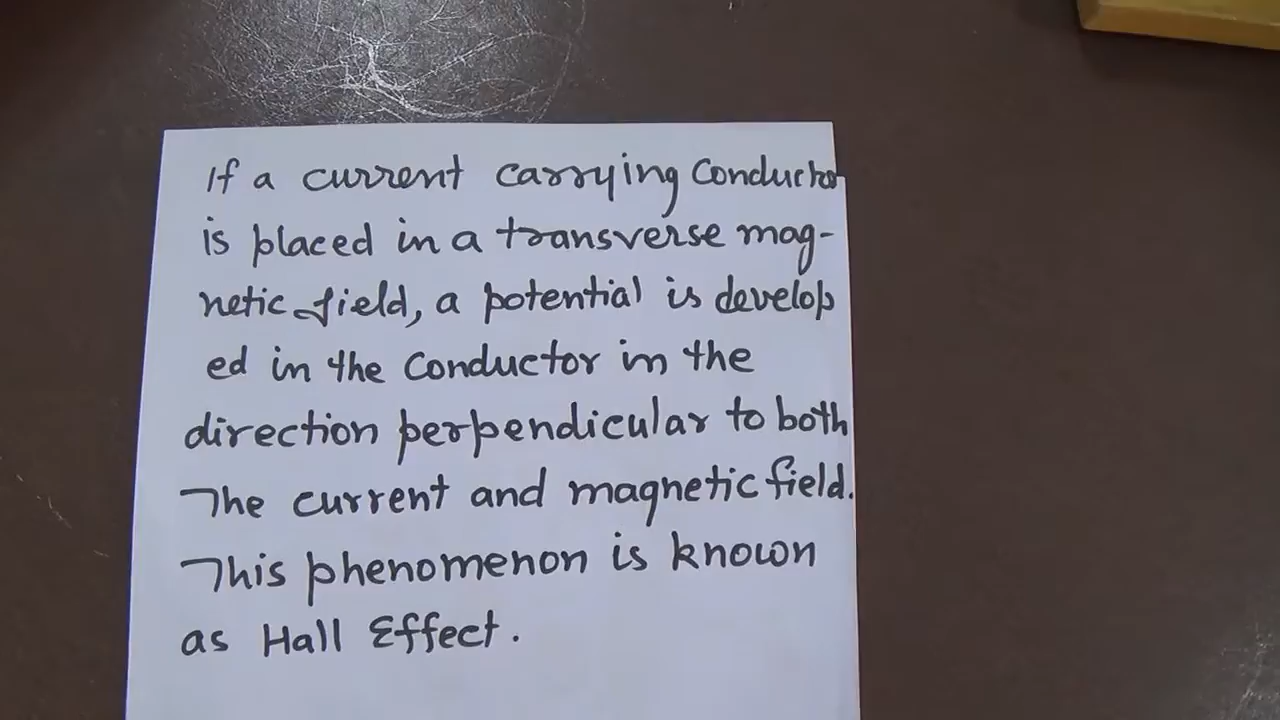 If a current carrying Conductor
is placed in a transverse mag-
netic field, a potential is develop
ed in the Conductor in the
direction perpendicular to both
The current and magnetic field.
This phenomenon is known
as Hall Effect.